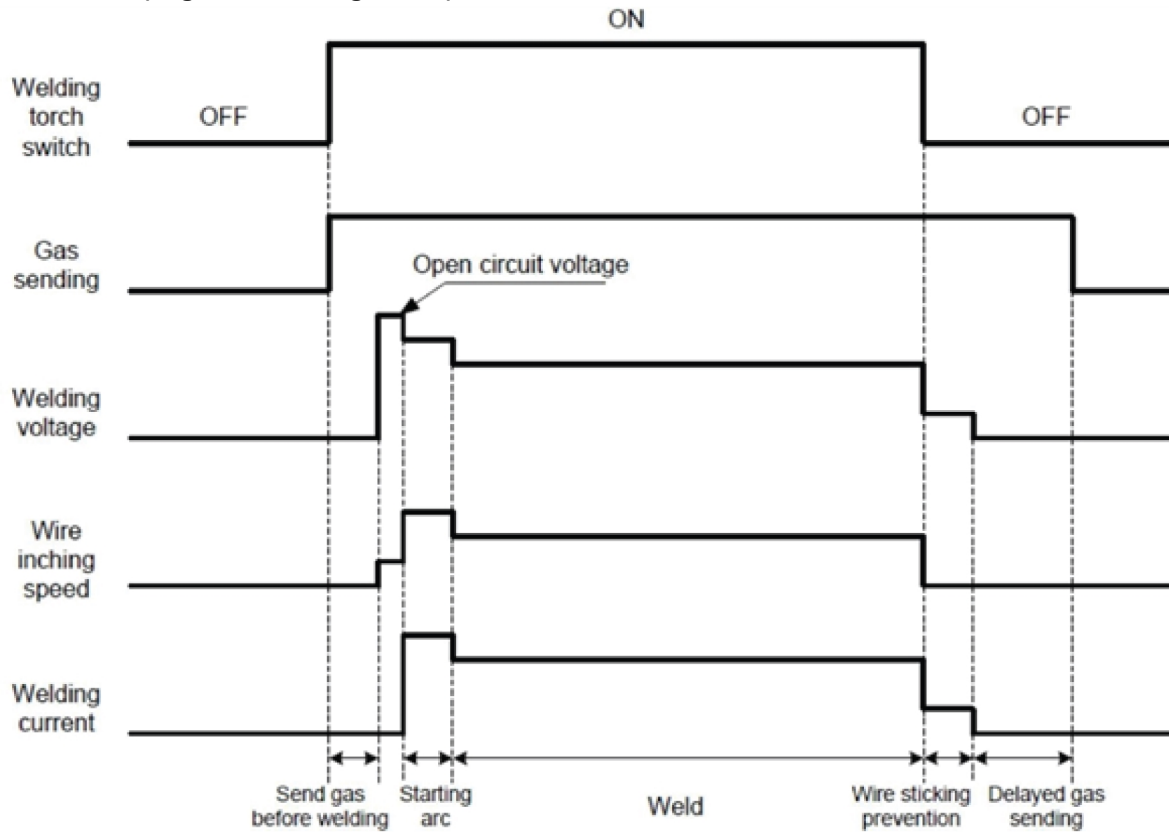 ON
Welding
torch
switch
OFF
OFF
Gas
sending
Open circuit voltage
Welding
voltage
Wire
inching
speed
Welding
current
Send gas
before welding
Starting
arc
Weld
Wire sticking
prevention
Delayed gas
sending